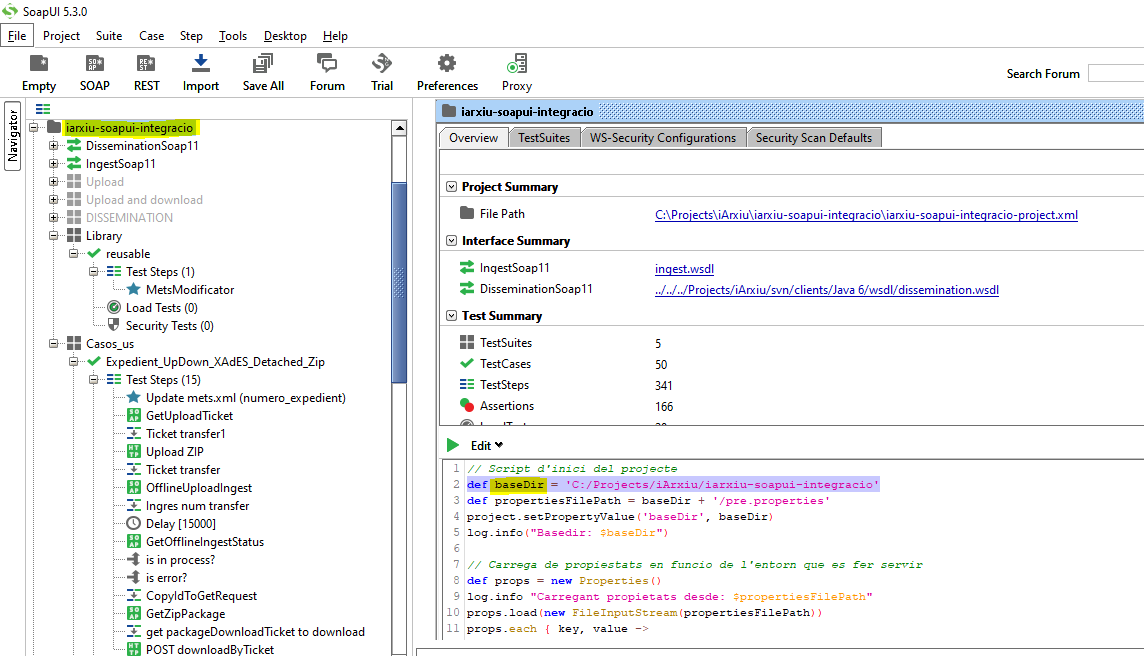 SoapUI 5.3.0
File Project Suite Case Step Tools Desktop Help
Empty SOAP REST Import Save All Forum Trial Preferences Proxy
Search Forum
Navigator
iarxiu-soapui-integracio
DisseminationSoap11
IngestSoap11
Upload
Upload and download
DISSEMINATION
Library
reusable
Test Steps (1)
MetsModificator
Load Tests (0)
Security Tests (0)
Casos_us
Expedient_UpDown_XAdES_Detached_Zip
Test Steps (15)
Update mets.xml (numero_expedient)
GetUploadTicket
Ticket transfer1
Upload ZIP
Ticket transfer
OfflineUploadIngest
Ingres num transfer
Delay [15000]
GetOfflineIngestStatus
is in process?
is error?
CopyIdToGetRequest
GetZipPackage
get packageDownloadTicket to download
POST downloadByTicket
iarxiu-soapui-integracio
Overview TestSuites WS-Security Configurations Security Scan Defaults
Project Summary
File Path C:\Projects\iArxiu\iarxiu-soapui-integracio\iarxiu-soapui-integracio-project.xml
Interface Summary
IngestSoap11 ingest.wsdl
DisseminationSoap11 ../../../Projects/iArxiu/svn/clients/Java 6/wsdl/dissemination.wsdl
Test Summary
TestSuites 5
TestCases 50
TestSteps 341
Assertions 166
Edit
1 // Script d'inici del projecte
2 def baseDir = 'C:/Projects/iArxiu/iarxiu-soapui-integracio'
3 def propertiesFilePath = baseDir + '/pre.properties'
4 project.setPropertyValue('baseDir', baseDir)
5 log.info("Basedir: $baseDir")
6
7 // Carrega de propiestats en funcio de l'entorn que es fer servir
8 def props = new Properties()
9 log.info "Carregant propietats desde: $propertiesFilePath"
10 props.load(new FileInputStream(propertiesFilePath))
11 props.each { key, value ->